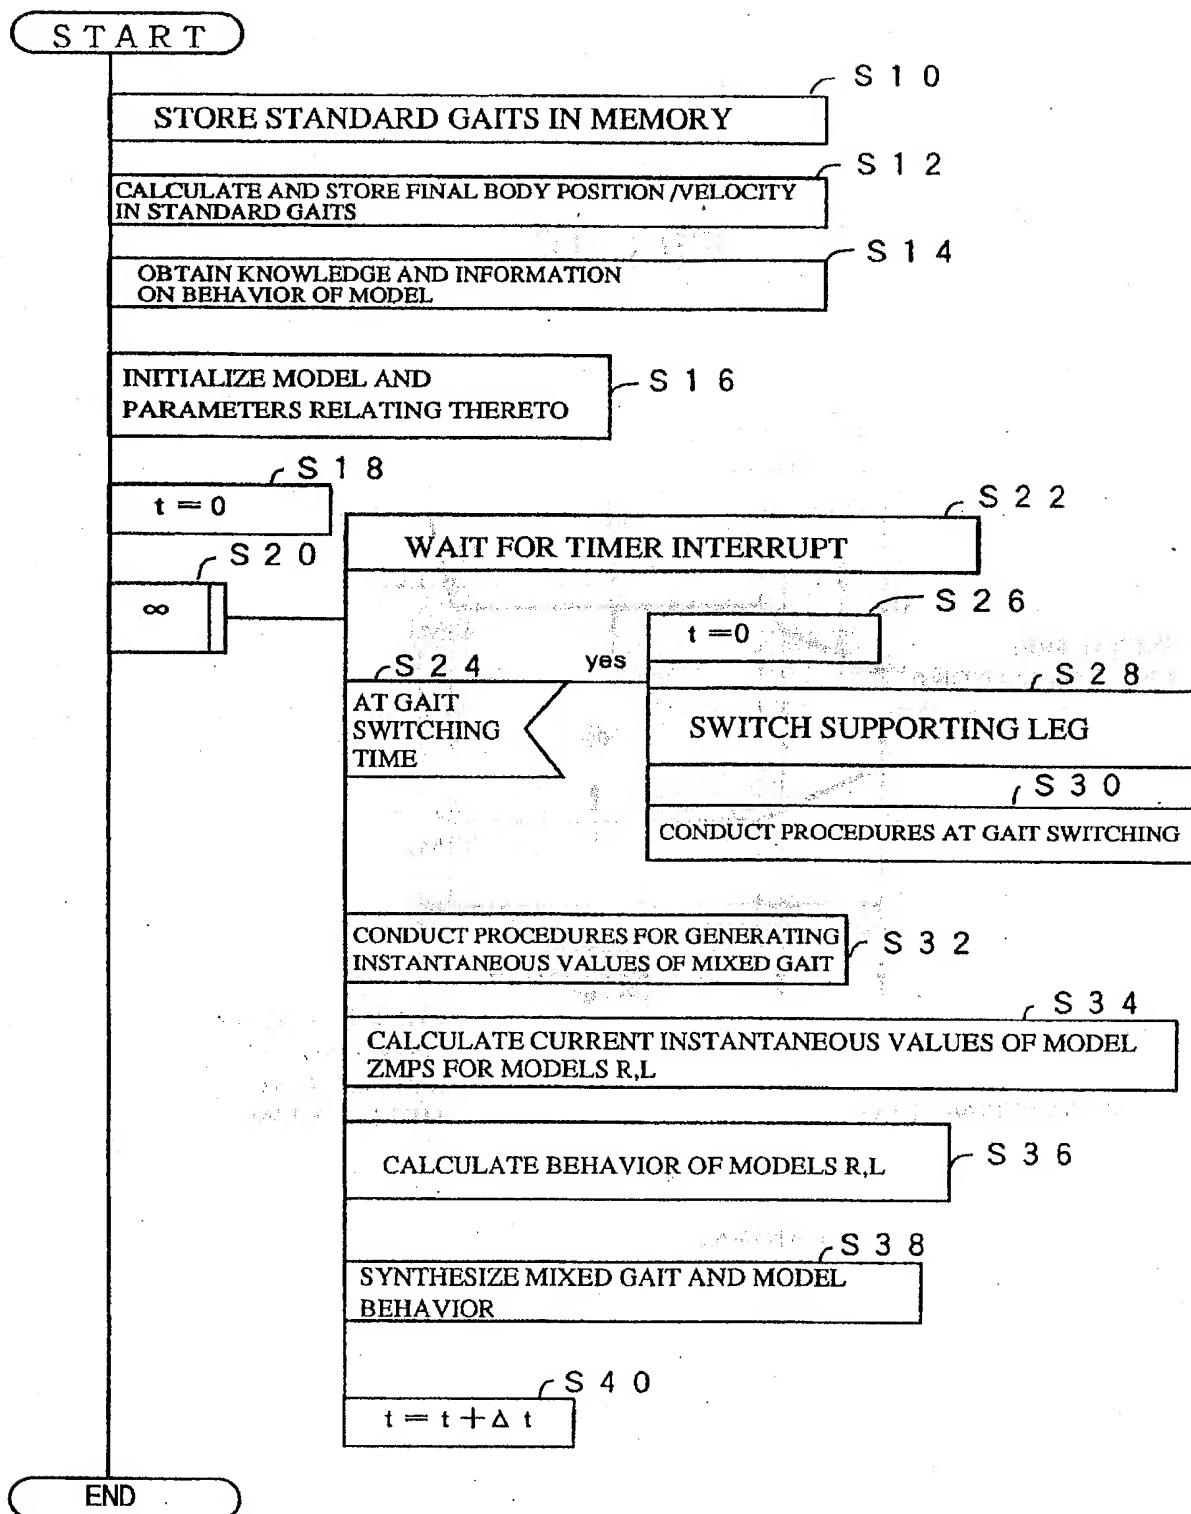 START
S10
STORE STANDARD GAITS IN MEMORY
S12
CALCULATE AND STORE FINAL BODY POSITION /VELOCITY
IN STANDARD GAITS
S14
OBTAIN KNOWLEDGE AND INFORMATION
ON BEHAVIOR OF MODEL
INITIALIZE MODEL AND
PARAMETERS RELATING THERETO
S16
S18
t = 0
S20
∞
S22
WAIT FOR TIMER INTERRUPT
S24
AT GAIT
SWITCHING
TIME
yes
S26
t = 0
S28
SWITCH SUPPORTING LEG
S30
CONDUCT PROCEDURES AT GAIT SWITCHING
CONDUCT PROCEDURES FOR GENERATING
INSTANTANEOUS VALUES OF MIXED GAIT
S32
S34
CALCULATE CURRENT INSTANTANEOUS VALUES OF MODEL
ZMPS FOR MODELS R,L
CALCULATE BEHAVIOR OF MODELS R,L
S36
S38
SYNTHESIZE MIXED GAIT AND MODEL
BEHAVIOR
S40
t = t + Δ t
END